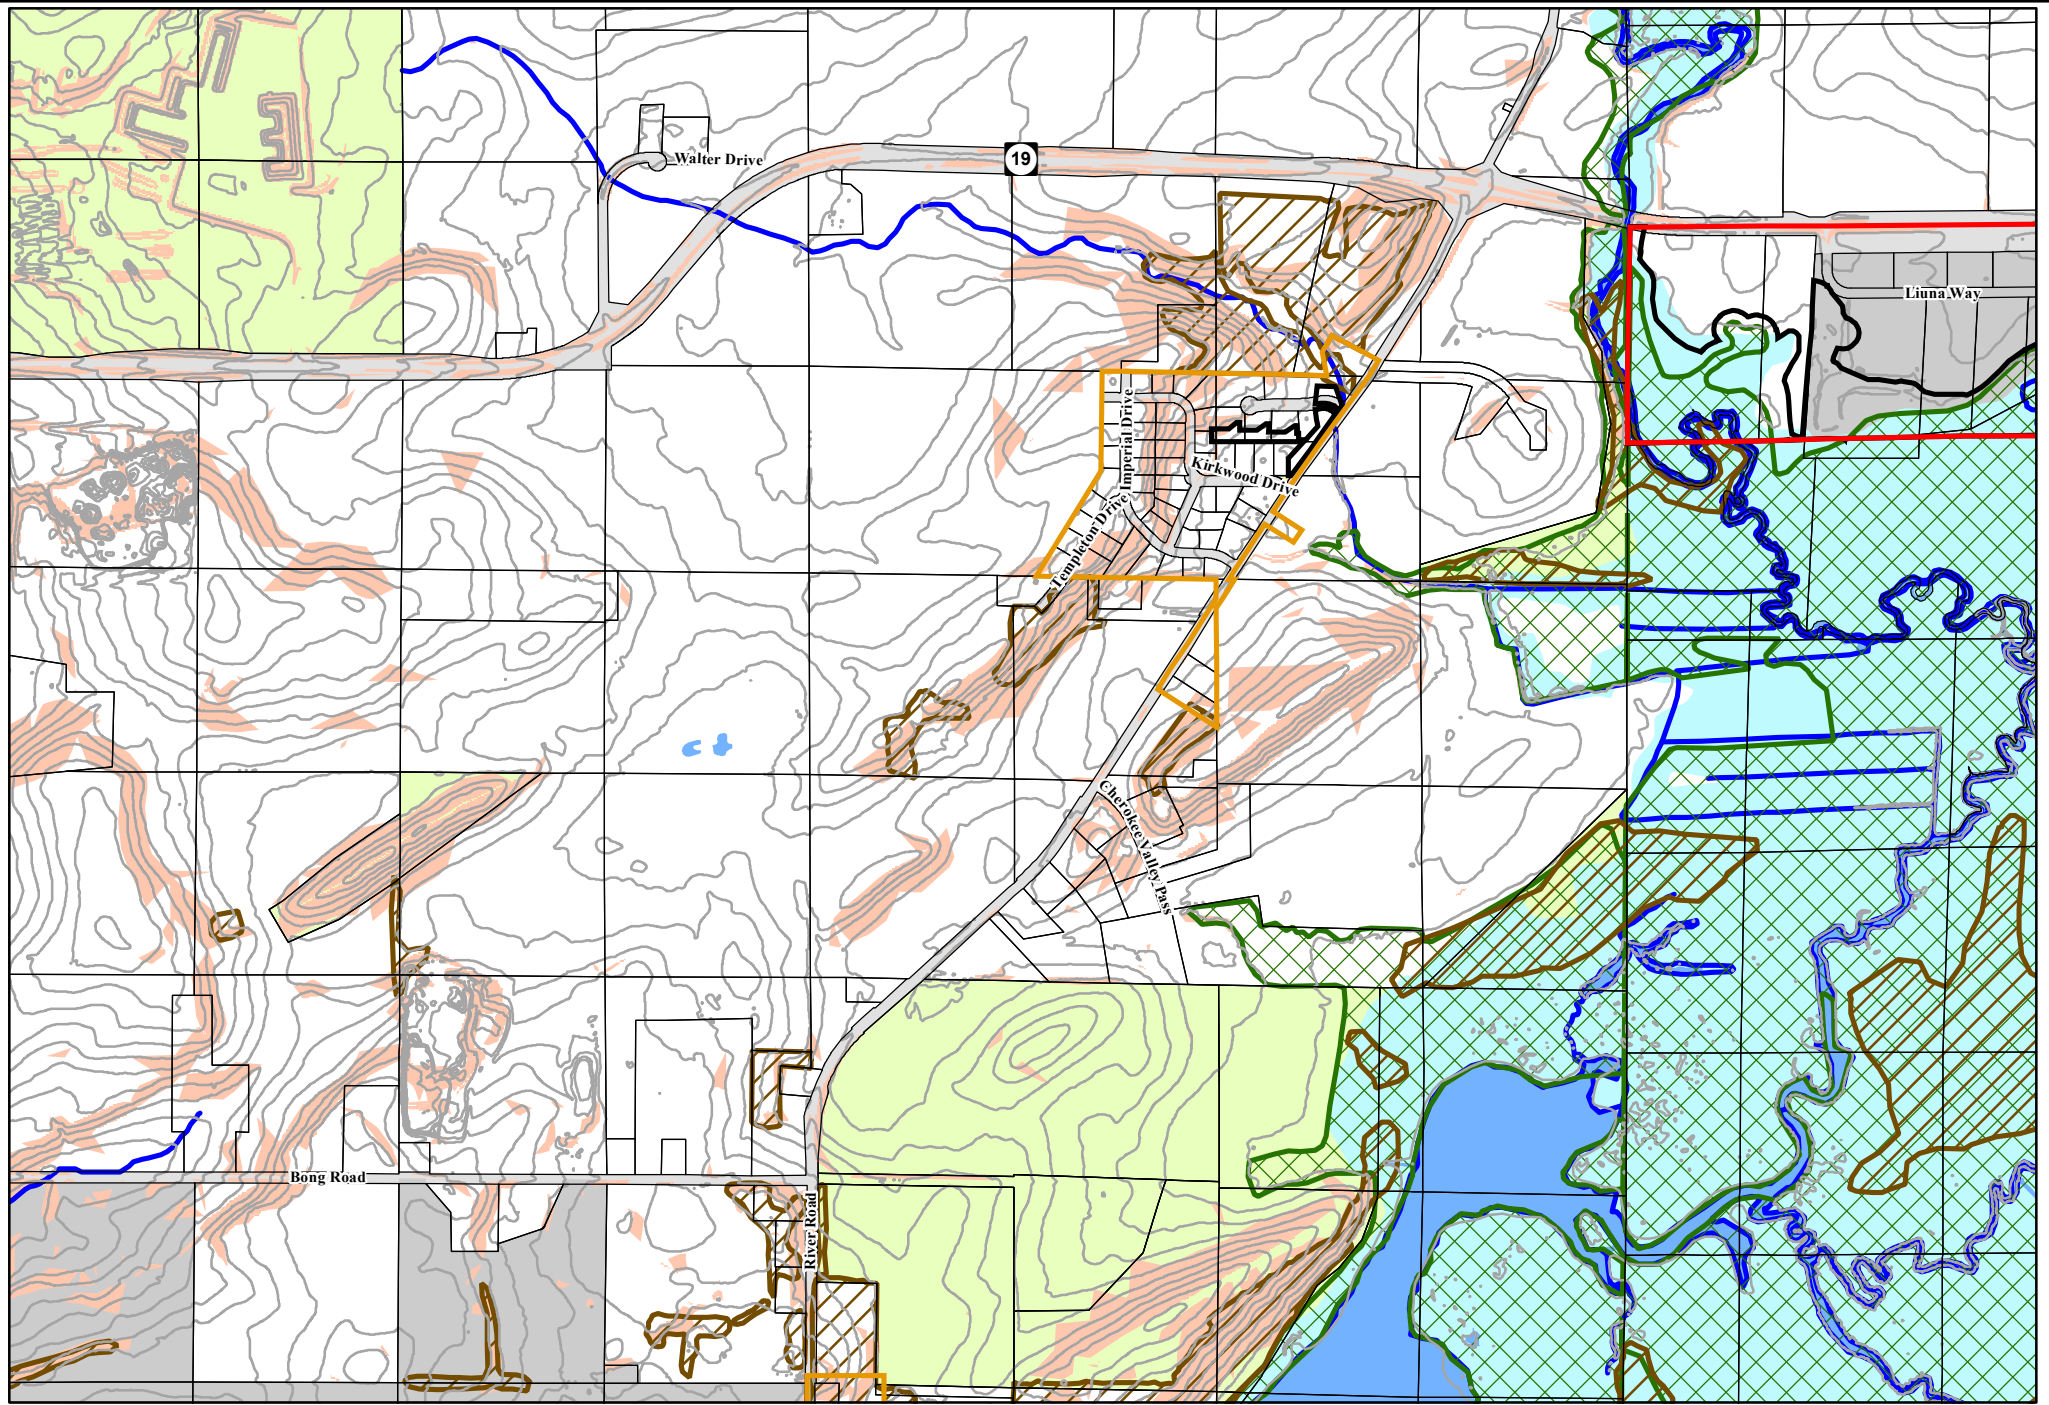 Walter Drive
19
Liuna Way
Imperial Drive
Kirkwood Drive
Templeton Drive
Cherokee Valley Pass
Bong Road
River Road